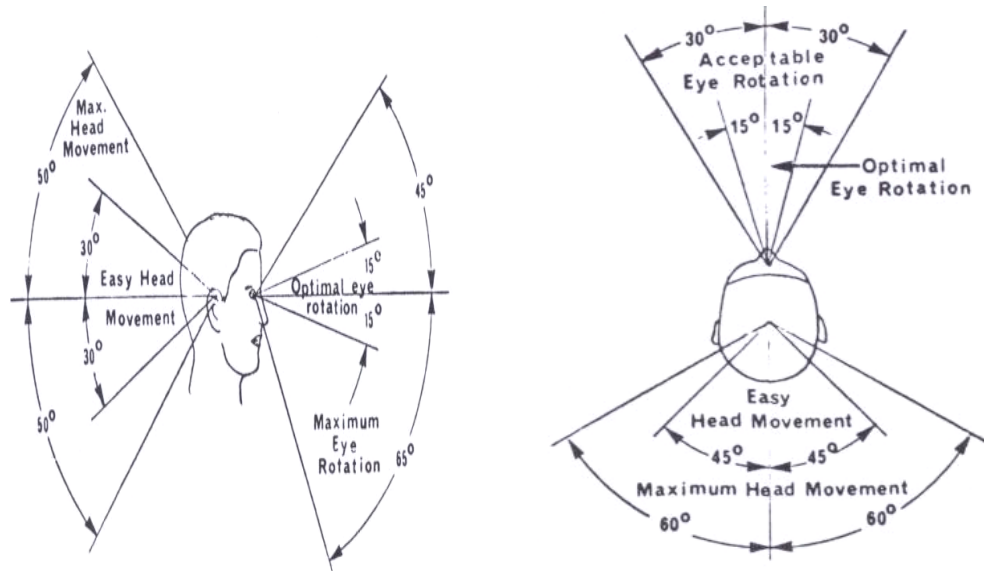 Max.
Head
Movement
50°
30°
Easy Head
Movement
30°
50°
45°
15°
Optimal eye
rotation
15°
Maximum
Eye
Rotation
65°
30° 30°
Acceptable
Eye Rotation
15° 15°
Optimal
Eye Rotation
Easy
Head Movement
45° 45°
Maximum Head Movement
60° 60°